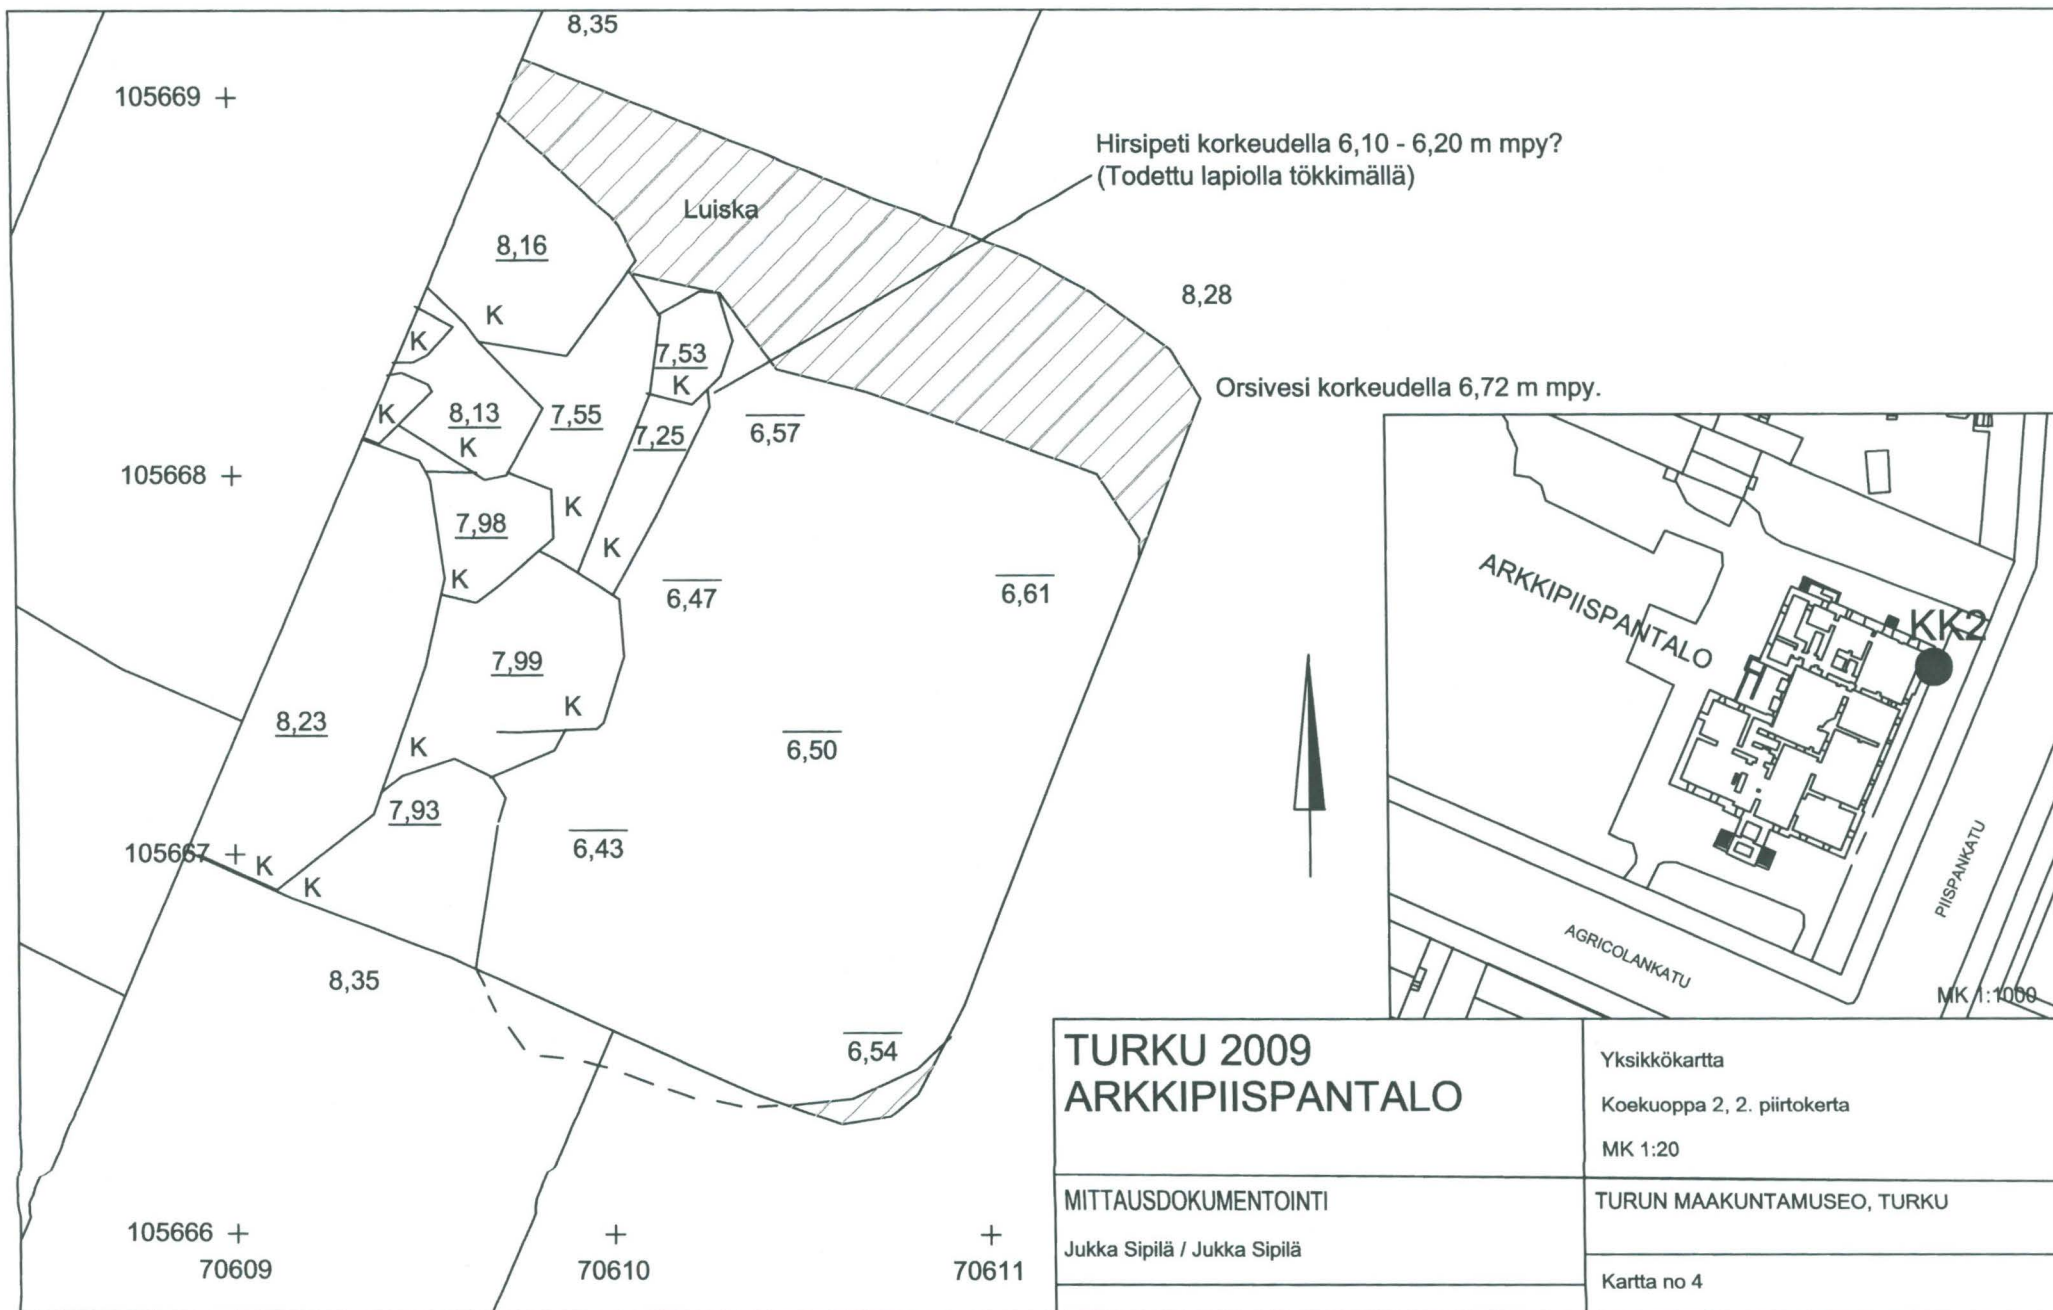 8,35
105669
Hirsipeti korkeudella 6,10 - 6,20 m mpy?
(Todettu lapiolla tökkimällä)
Luiska
8,16
8,28
K
K
7,53
K
Orsivesi korkeudella 6,72 m mpy.
K
8,13
7,55
7,25
6,57
K
105668
K
7,98
K
K
6,47
6,61
7,99
K
8,23
K
6,50
7,93
6,43
105667
K
K
8,35
6,54
105666
70609
70610
70611
ARKKIPIISPANTALO
KK2
PIISPANKATU
AGRICOLANKATU
MK 1:1000
TURKU 2009
ARKKIPIISPANTALO
Yksikkökartta
Koekuoppa 2, 2. piirtokerta
MK 1:20
MITTAUSDOKUMENTOINTI
Jukka Sipilä / Jukka Sipilä
TURUN MAAKUNTAMUSEO, TURKU
Kartta no 4